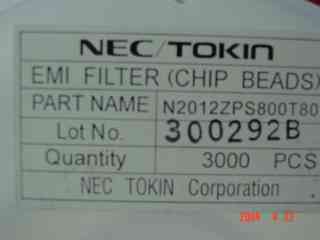 NEC/TOKIN
EMI FILTER (CHIP BEADS)
PART NAME N2012ZPS800T80
Lot No. 300292B
Quantity 3000 PCS
NEC TOKIN Corporation